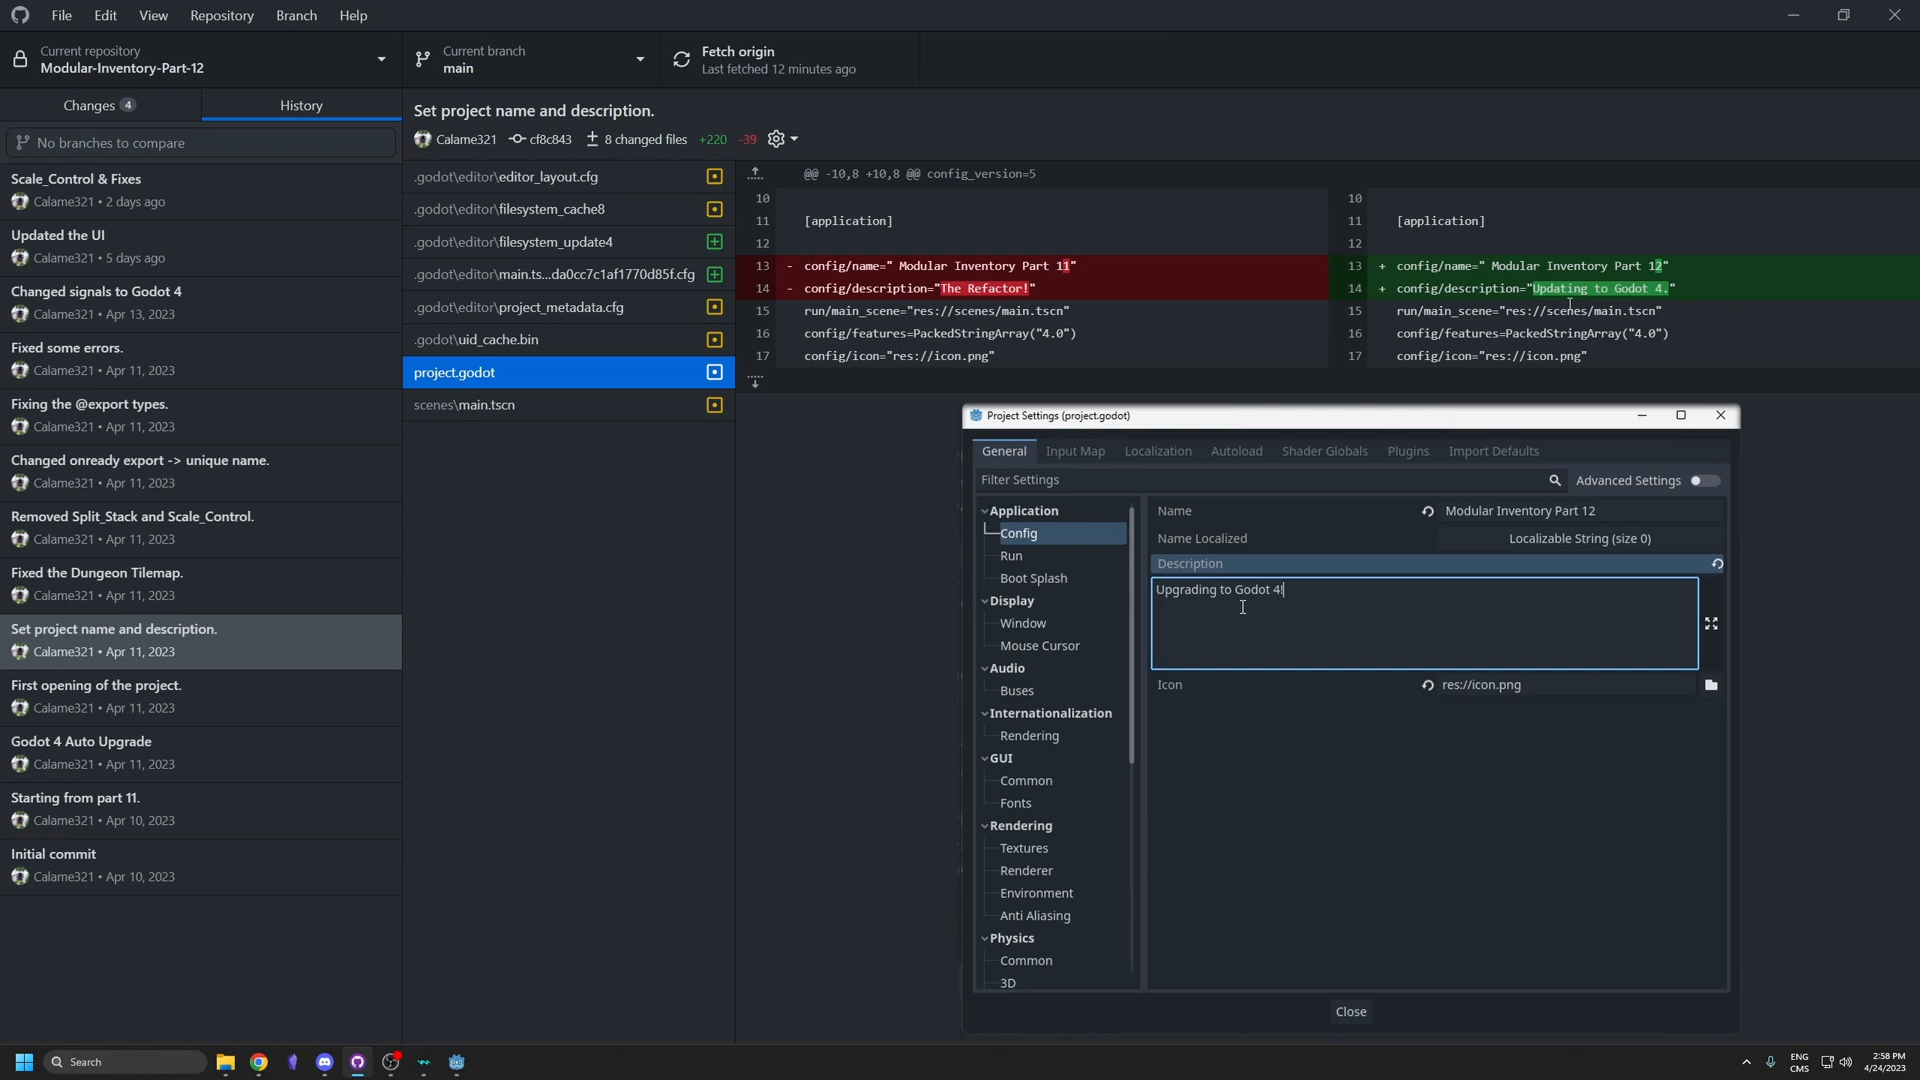 File Edit View Repository Branch Help
Current repository
Modular-Inventory-Part-12
Current branch
main
Fetch origin
Last fetched 12 minutes ago
Changes 4
History
No branches to compare
Scale_Control & Fixes
Calame321 • 2 days ago
Updated the UI
Calame321 • 5 days ago
Changed signals to Godot 4
Calame321 • Apr 13, 2023
Fixed some errors.
Calame321 • Apr 11, 2023
Fixing the @export types.
Calame321 • Apr 11, 2023
Changed onready export -> unique name.
Calame321 • Apr 11, 2023
Removed Split_Stack and Scale_Control.
Calame321 • Apr 11, 2023
Fixed the Dungeon Tilemap.
Calame321 • Apr 11, 2023
Set project name and description.
Calame321 • Apr 11, 2023
First opening of the project.
Calame321 • Apr 11, 2023
Godot 4 Auto Upgrade
Calame321 • Apr 11, 2023
Starting from part 11.
Calame321 • Apr 10, 2023
Initial commit
Calame321 • Apr 10, 2023
Set project name and description.
Calame321 cf8c843 8 changed files +220 -39
.godot\editor\editor_layout.cfg
.godot\editor\filesystem_cache8
.godot\editor\filesystem_update4
.godot\editor\main.ts...da0cc7c1af1770d85f.cfg
.godot\editor\project_metadata.cfg
.godot\uid_cache.bin
project.godot
scenes\main.tscn
@@ -10,8 +10,8 @@ config_version=5
10
11 [application]
12
13 - config/name=" Modular Inventory Part 11"
14 - config/description="The Refactor!"
15 run/main_scene="res://scenes/main.tscn"
16 config/features=PackedStringArray("4.0")
17 config/icon="res://icon.png"
10
11 [application]
12
13 + config/name=" Modular Inventory Part 12"
14 + config/description="Updating to Godot 4."
15 run/main_scene="res://scenes/main.tscn"
16 config/features=PackedStringArray("4.0")
17 config/icon="res://icon.png"
Project Settings (project.godot)
General Input Map Localization Autoload Shader Globals Plugins Import Defaults
Filter Settings
Advanced Settings
Application
Config
Run
Boot Splash
Display
Window
Mouse Cursor
Audio
Buses
Internationalization
Rendering
GUI
Common
Fonts
Rendering
Textures
Renderer
Environment
Anti Aliasing
Physics
Common
3D
Name Modular Inventory Part 12
Name Localized Localizable String (size 0)
Description
Upgrading to Godot 4!
Icon res://icon.png
Close
Search
ENG
CMS
2:58 PM
4/24/2023